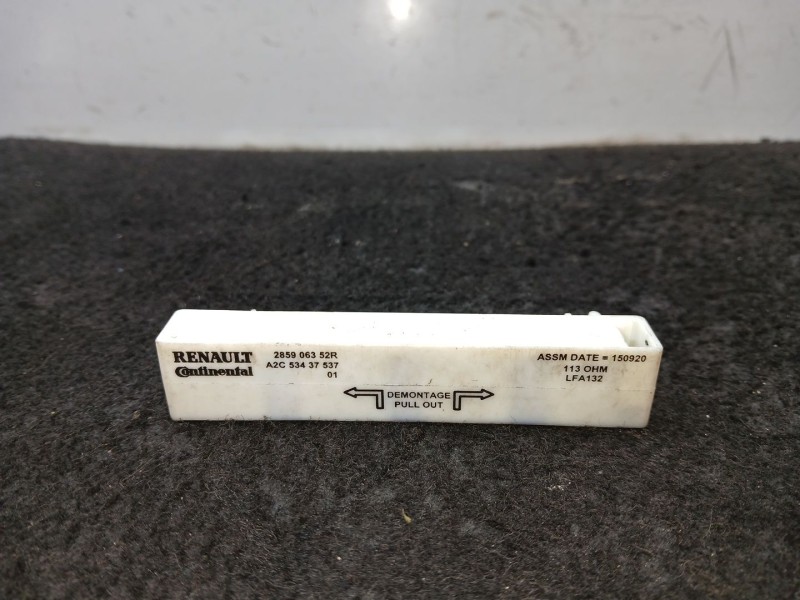 RENAULT
Continental
2859 063 52R
A2C 534 37 537
01
DEMONTAGE
PULL OUT
ASSM DATE = 150920
113 OHM
LFA132